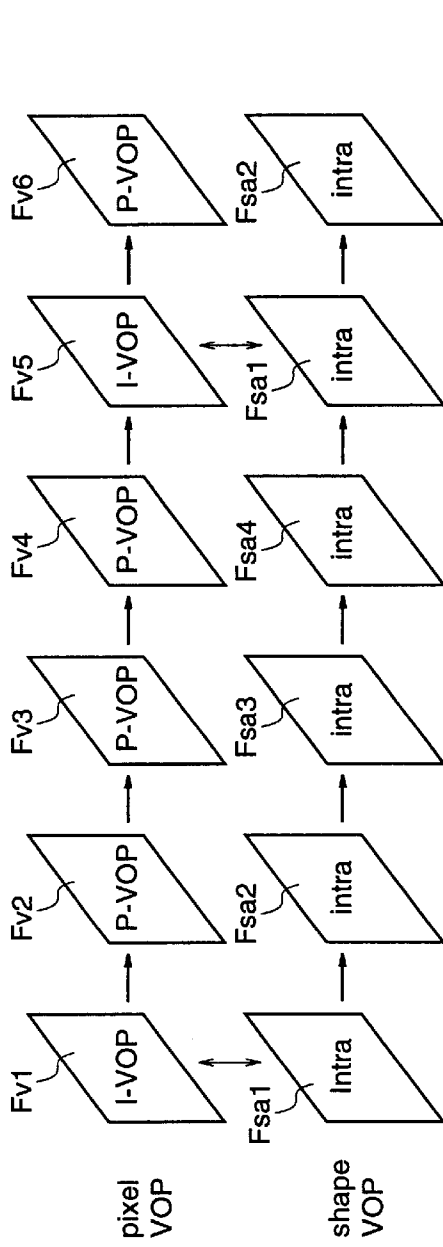 Fv1 Fv2 Fv3 Fv4 Fv5 Fv6
pixel
VOP
I-VOP P-VOP P-VOP P-VOP I-VOP P-VOP
Fsa1 Fsa2 Fsa3 Fsa4 Fsa1 Fsa2
shape
VOP
Intra intra intra intra intra intra